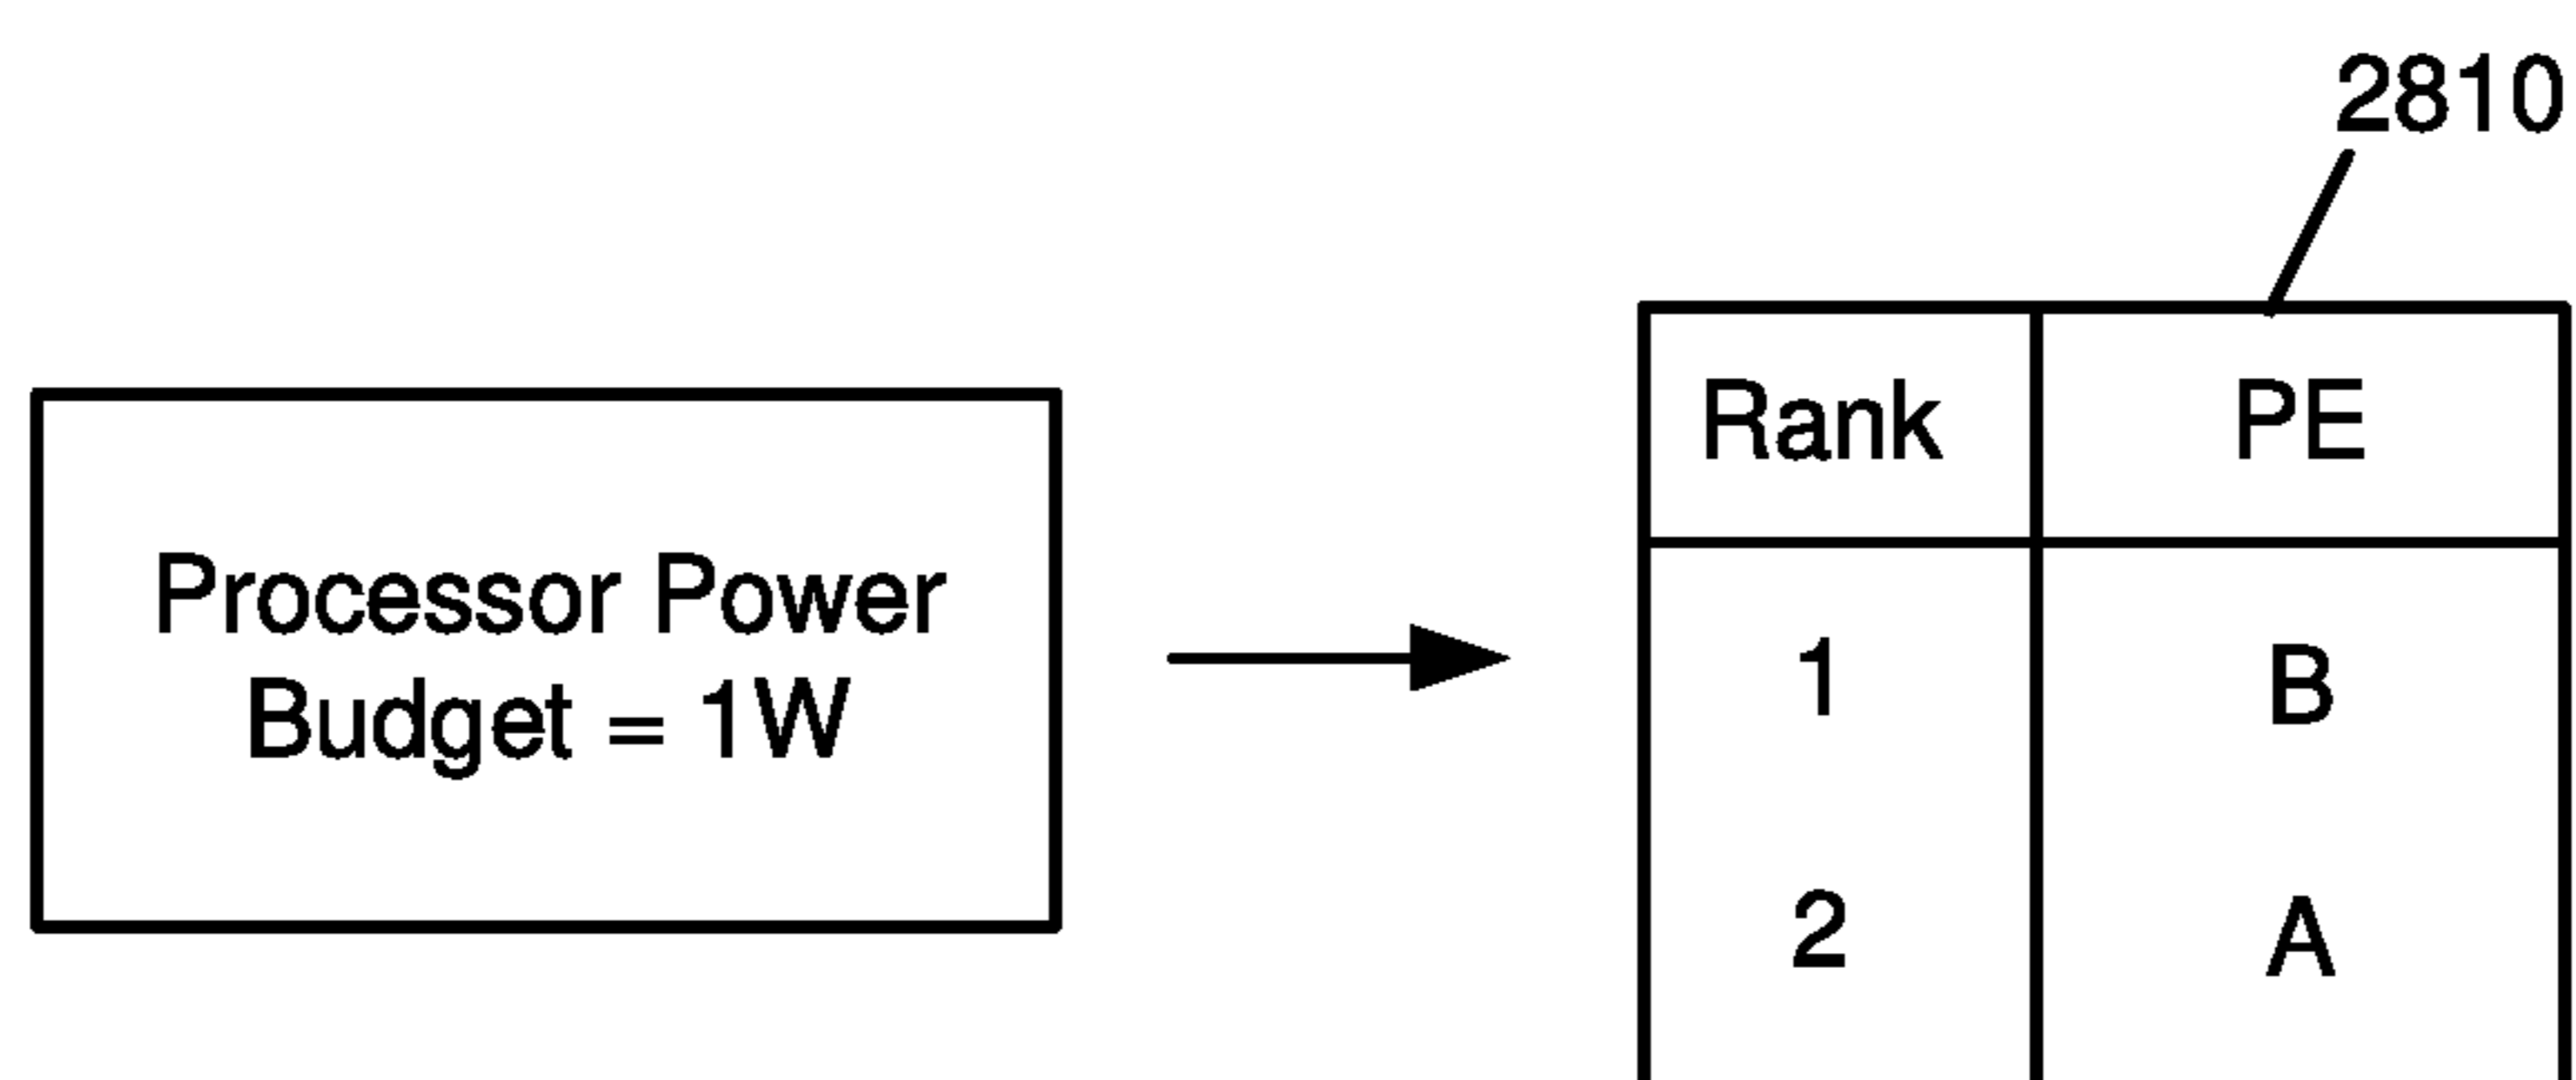 2810
Rank PE
Processor Power
Budget = 1W
1 B
2 A